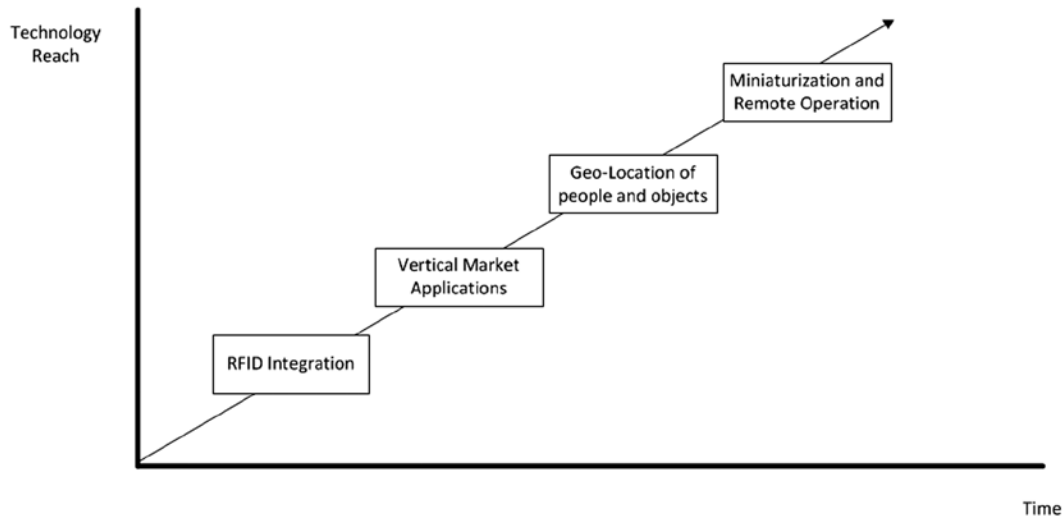 Technology
Reach
Miniaturization and
Remote Operation
Geo-Location of
people and objects
Vertical Market
Applications
RFID Integration
Time